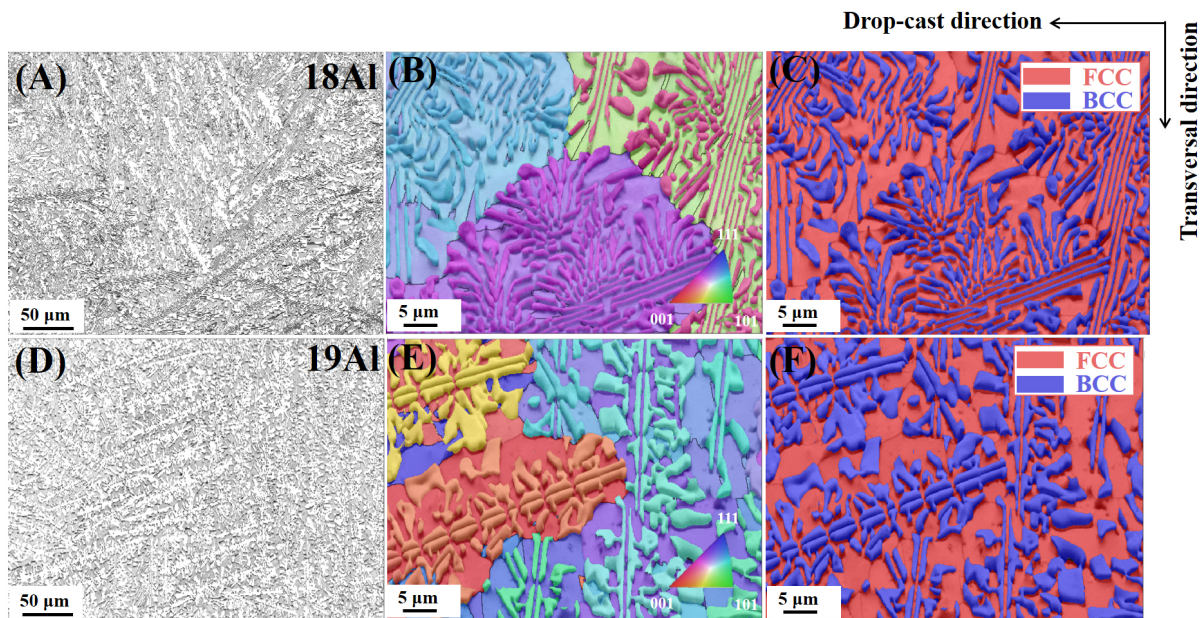 Drop-cast direction
Transversal direction
(A)
18Al
50 µm
(B)
111
001
101
5 µm
(C)
FCC
BCC
5 µm
(D)
19Al
50 µm
(E)
111
001
101
5 µm
(F)
FCC
BCC
5 µm